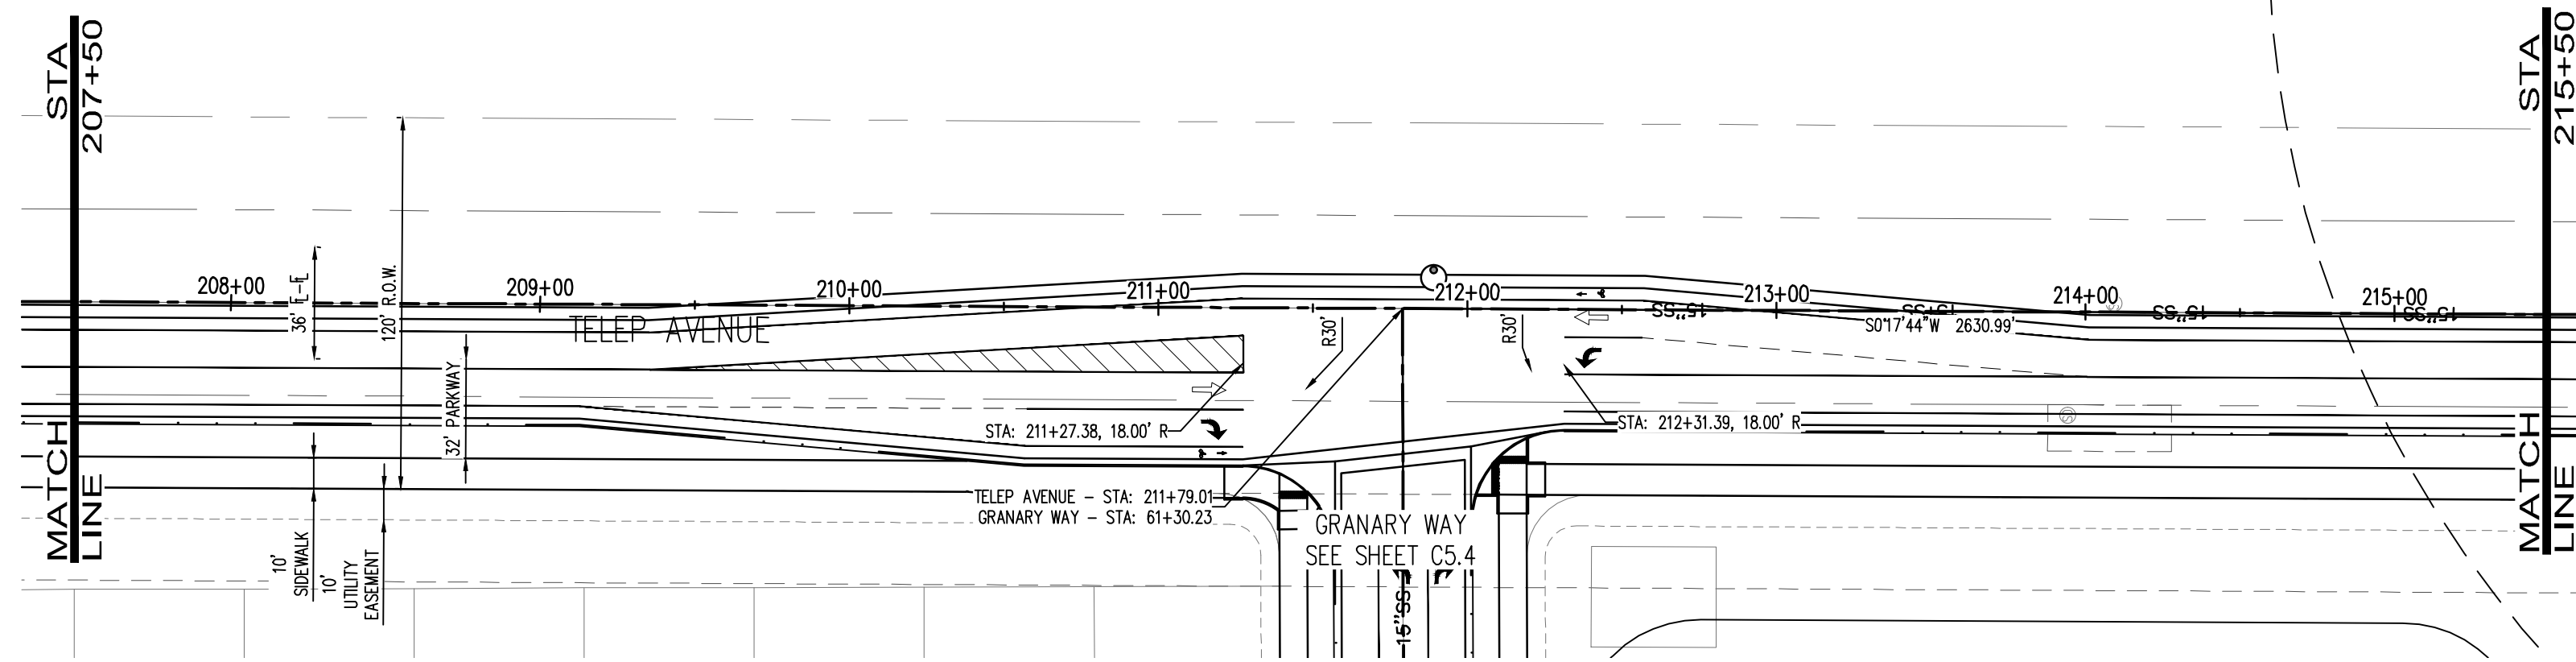 STA
207+50
MATCH
LINE
208+00
209+00
210+00
211+00
212+00
213+00
214+00
215+00
36' E-E
120' R.O.W.
TELEP AVENUE
32' PARKWAY
R30'
R30'
15"SS
15"SS
15"SS
15"SS
S0°17'44"W 2630.99'
STA: 211+27.38, 18.00' R
STA: 212+31.39, 18.00' R
TELEP AVENUE - STA: 211+79.01
GRANARY WAY - STA: 61+30.23
GRANARY WAY
SEE SHEET C5.4
15"SS
10'
SIDEWALK
10'
UTILITY
EASEMENT
STA
215+50
MATCH
LINE